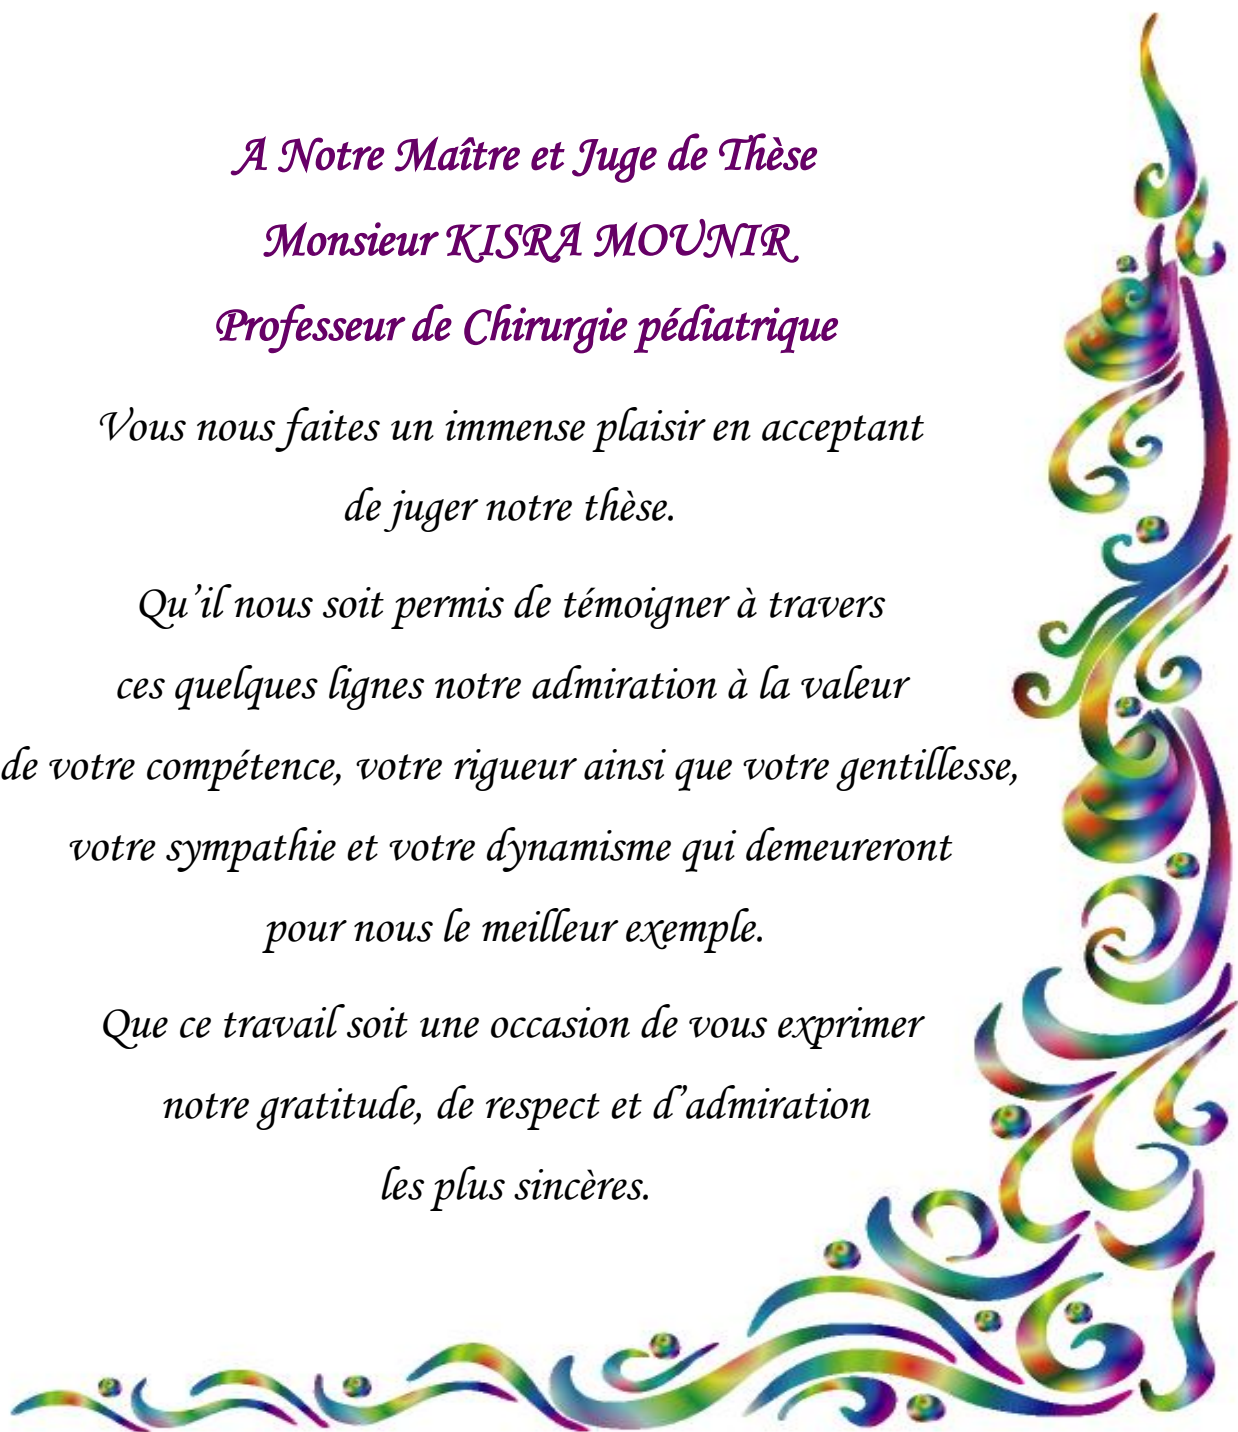 A Notre Maître et Juge de Thèse
Monsieur KISRA MOUNIR
Professeur de Chirurgie pédiatrique
Vous nous faites un immense plaisir en acceptant
de juger notre thèse.
Qu’il nous soit permis de témoigner à travers
ces quelques lignes notre admiration à la valeur
de votre compétence, votre rigueur ainsi que votre gentillesse,
votre sympathie et votre dynamisme qui demeureront
pour nous le meilleur exemple.
Que ce travail soit une occasion de vous exprimer
notre gratitude, de respect et d’admiration
les plus sincères.